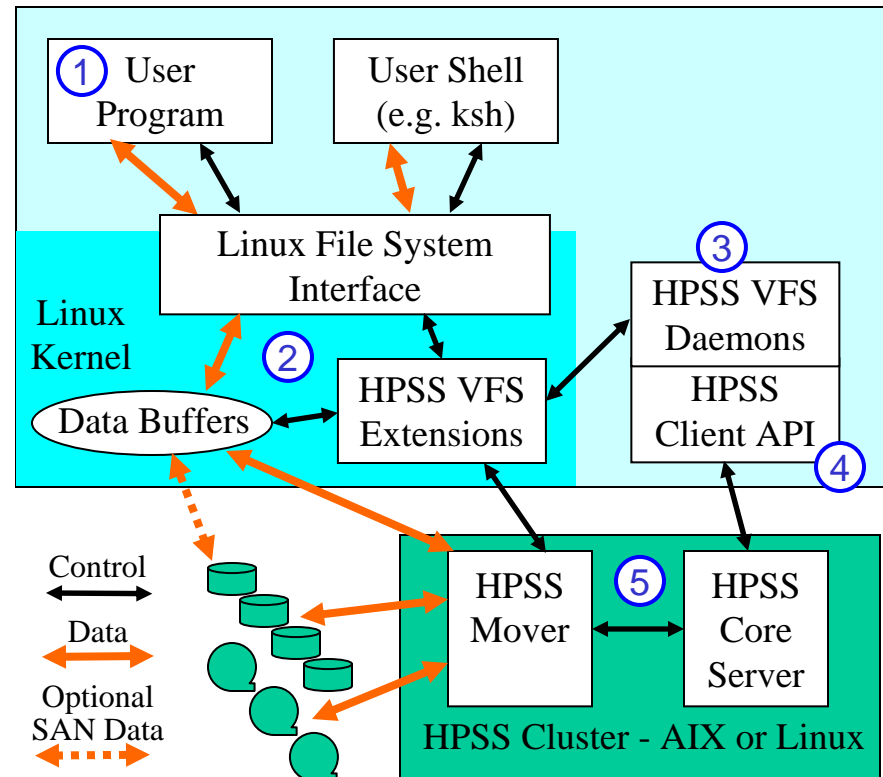 1
User
Program
User Shell
(e.g. ksh)
Linux File System
Interface
3
HPSS VFS
Daemons
Linux
Kernel
2
HPSS VFS
Extensions
HPSS
Client API
Data Buffers
4
Control
Data
Optional
SAN Data
HPSS
Mover
5
HPSS
Core
Server
HPSS Cluster - AIX or Linux